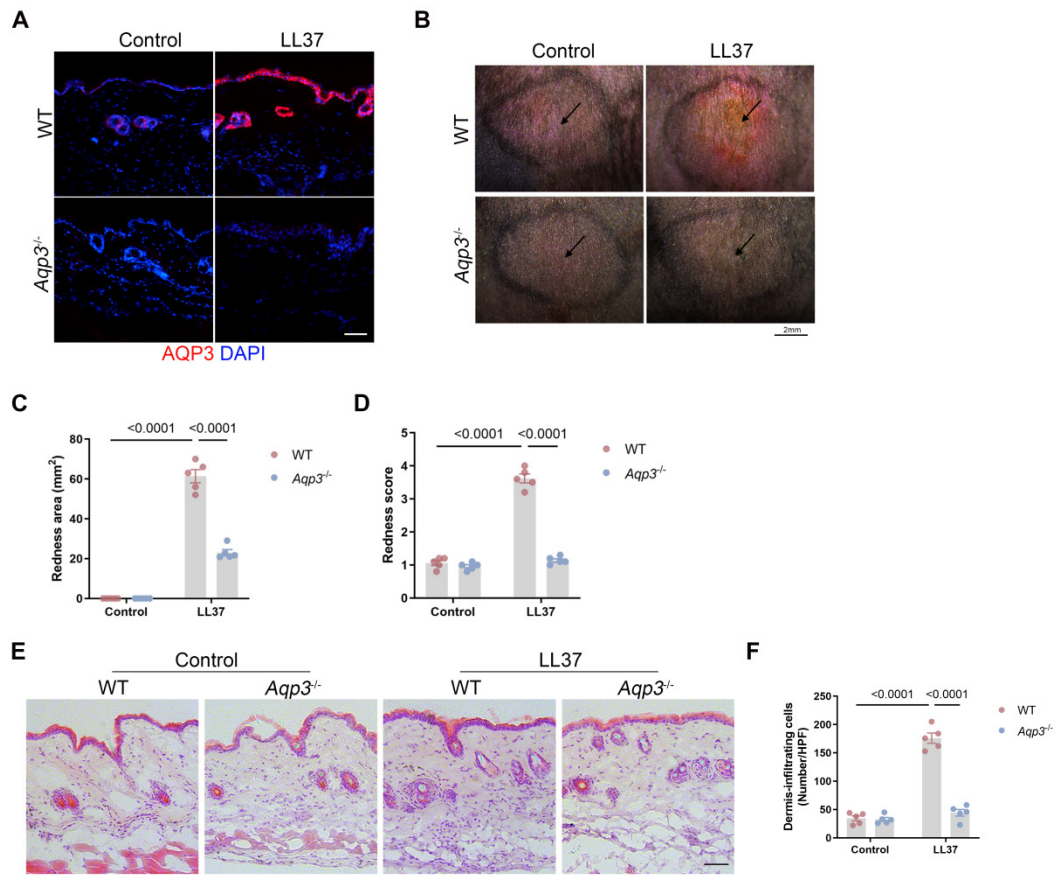 A
Control LL37
WT
Aqp3-/-
AQP3 DAPI
B
Control LL37
WT
Aqp3-/-
2mm
C
<0.0001 <0.0001
Redness area (mm²)
80
60
40
20
0
Control LL37
WT
Aqp3-/-
D
<0.0001 <0.0001
Redness score
5
4
3
2
1
0
Control LL37
WT
Aqp3-/-
E
Control LL37
WT Aqp3-/- WT Aqp3-/-
F
<0.0001 <0.0001
Dermis-infiltrating cells
(Number/HPF)
250
200
150
100
50
0
Control LL37
WT
Aqp3-/-